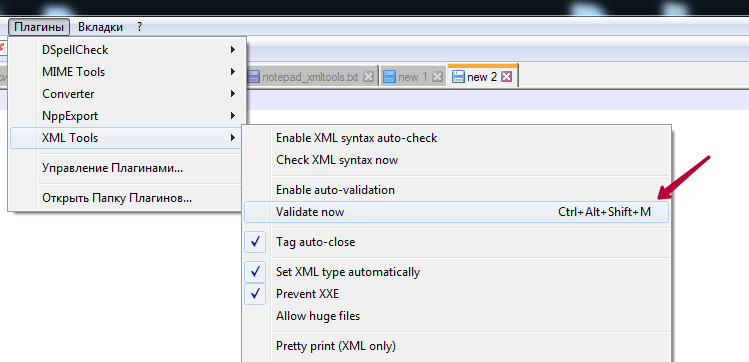 Плагины Вкладки ?
DSpellCheck
MIME Tools
notepad_xmltools.txt new 1 new 2
Converter
NppExport
XML Tools
Управление Плагинами...
Открыть Папку Плагинов...
Enable XML syntax auto-check
Check XML syntax now
Enable auto-validation
Validate now Ctrl+Alt+Shift+M
Tag auto-close
Set XML type automatically
Prevent XXE
Allow huge files
Pretty print (XML only)